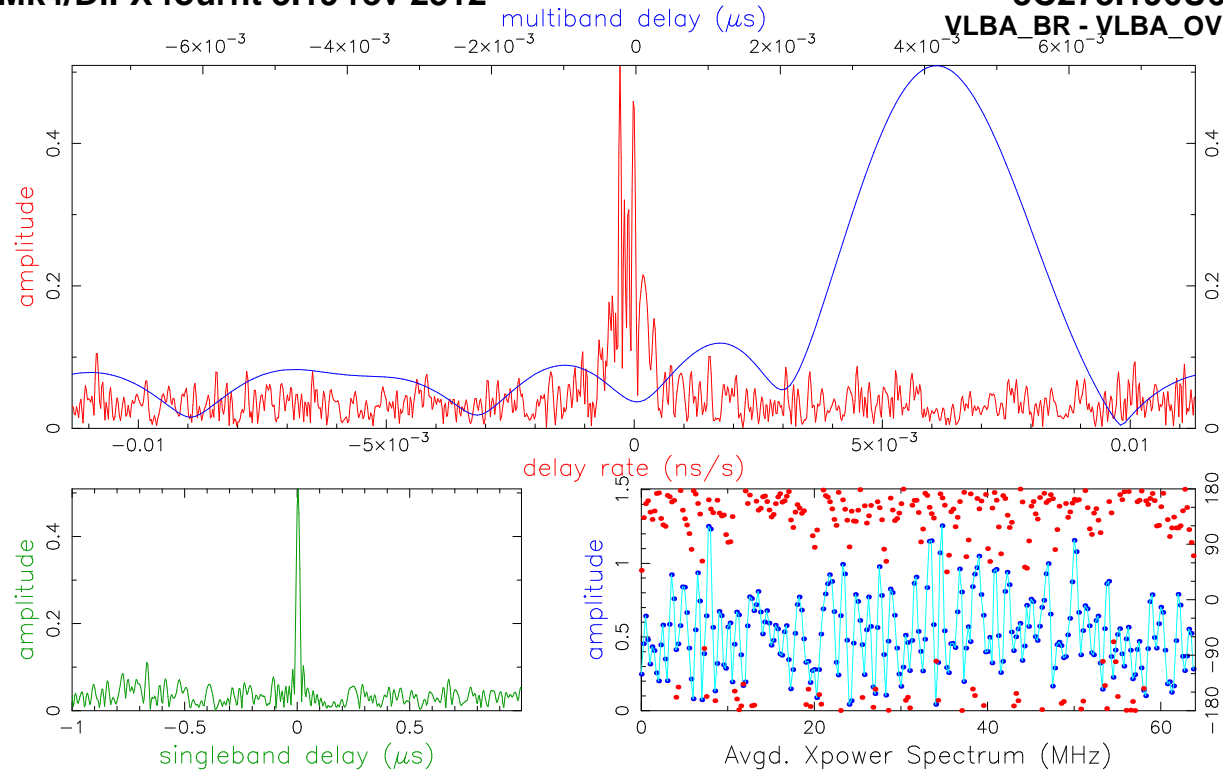 multiband delay (μs)
VLBA_BR - VLBA_OV
−6×10⁻³ −4×10⁻³ −2×10⁻³ 0 2×10⁻³ 4×10⁻³ 6×10⁻³
amplitude
0 0.2 0.4
0 0.2 0.4
−0.01 −5×10⁻³ 0 5×10⁻³ 0.01
delay rate (ns/s)
amplitude
0 0.2 0.4
−1 −0.5 0 0.5
singleband delay (μs)
amplitude
0 0.5 1 1.5
−180 −90 0 90 180
0 20 40 60
Avgd. Xpower Spectrum (MHz)